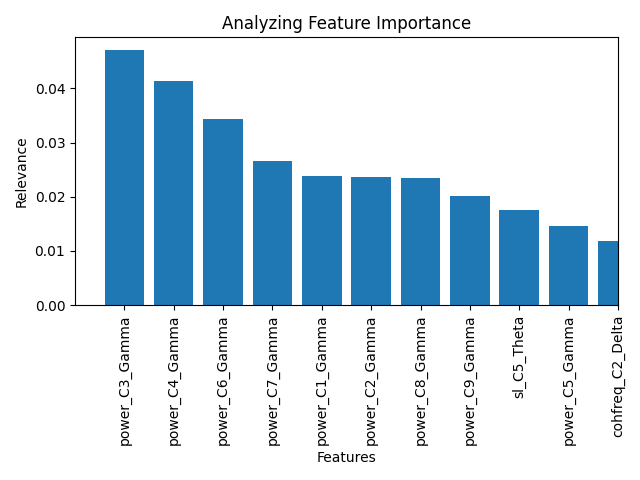 Analyzing Feature Importance
Relevance
0.04
0.03
0.02
0.01
0.00
power_C3_Gamma
power_C4_Gamma
power_C6_Gamma
power_C7_Gamma
power_C1_Gamma
power_C2_Gamma
power_C8_Gamma
power_C9_Gamma
sl_C5_Theta
power_C5_Gamma
cohfreq_C2_Delta
Features